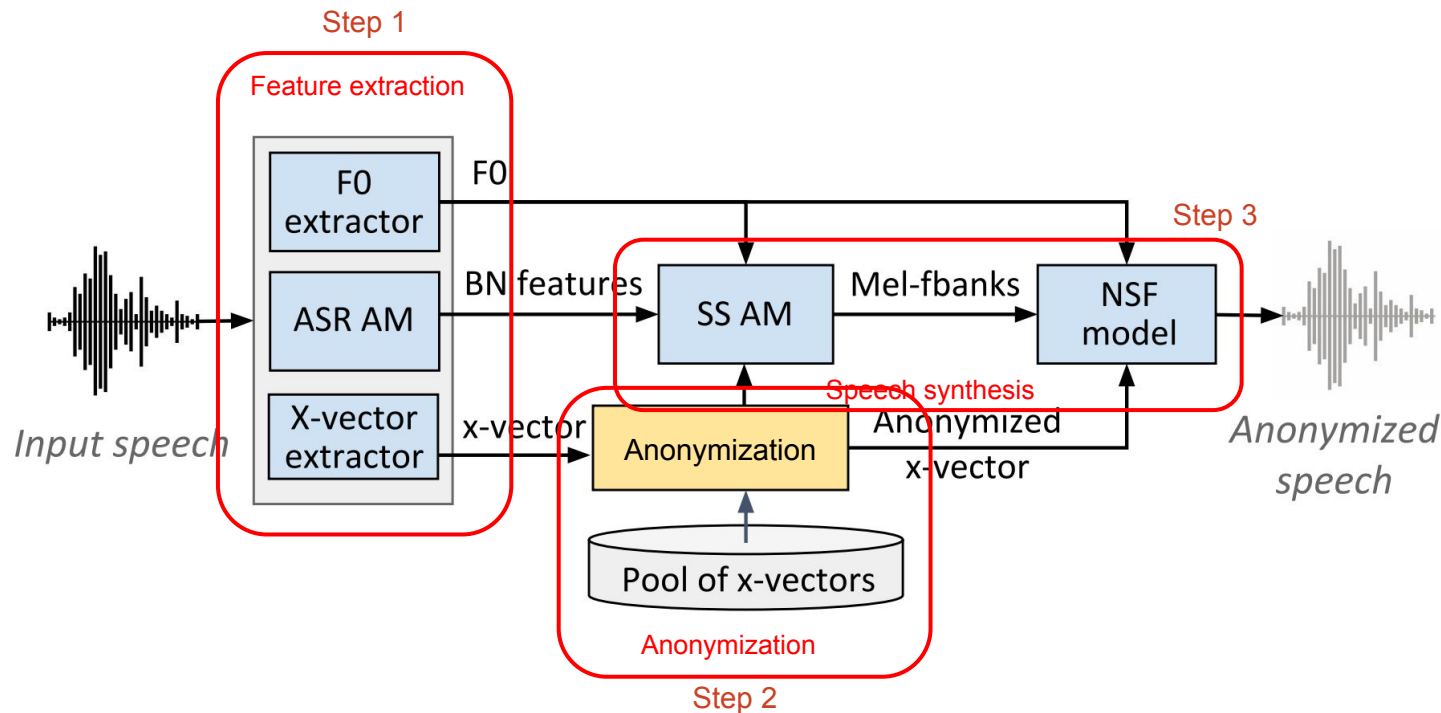 Step 1
Feature extraction
F0
extractor
F0
Step 3
ASR AM
BN features
SS AM
Mel-fbanks
NSF
model
Speech synthesis
Input speech
X-vector
extractor
x-vector
Anonymization
Anonymized
x-vector
Anonymized
speech
Pool of x-vectors
Anonymization
Step 2